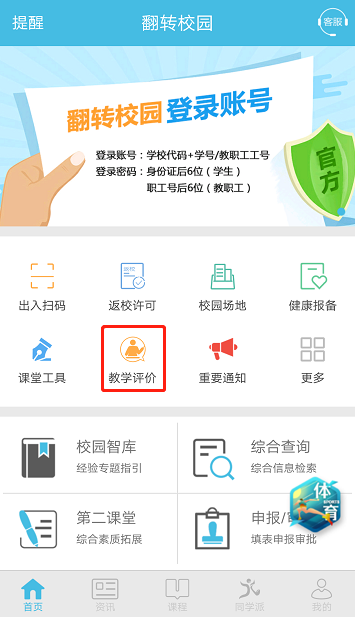 提醒
翻转校园
客服
翻转校园 登录账号
登录账号：学校代码+学号/教职工工号
登录密码：身份证后6位（学生）
职工号后6位（教职工）
官方
出入扫码
返校
返校许可
校园场地
健康报备
课堂工具
教学评价
重要通知
更多
校园智库
经验专题指引
综合查询
综合信息检索
第二课堂
综合素质拓展
申报/
填表申报审批
体育
SPORTS
首页
资讯
课程
同学派
我的